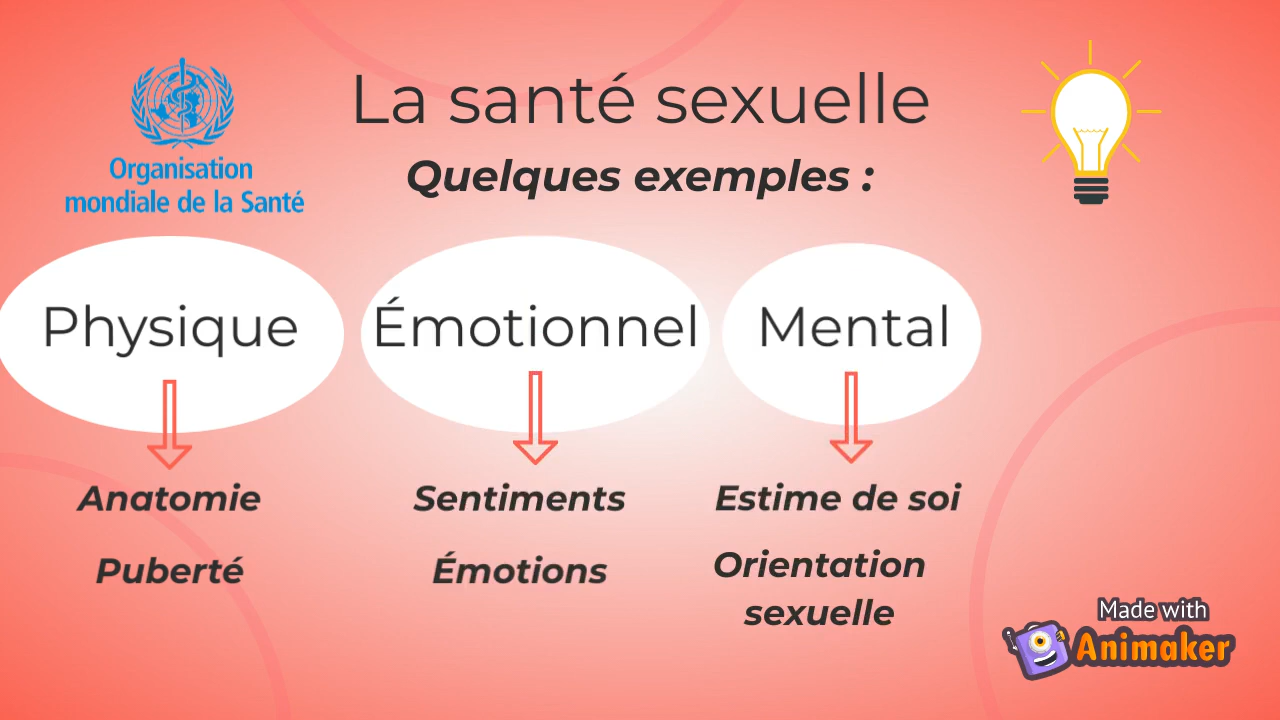 La santé sexuelle
Quelques exemples :
Organisation
mondiale de la Santé
Physique
Émotionnel
Mental
Anatomie
Sentiments
Estime de soi
Puberté
Émotions
Orientation
sexuelle
Made with
Animaker